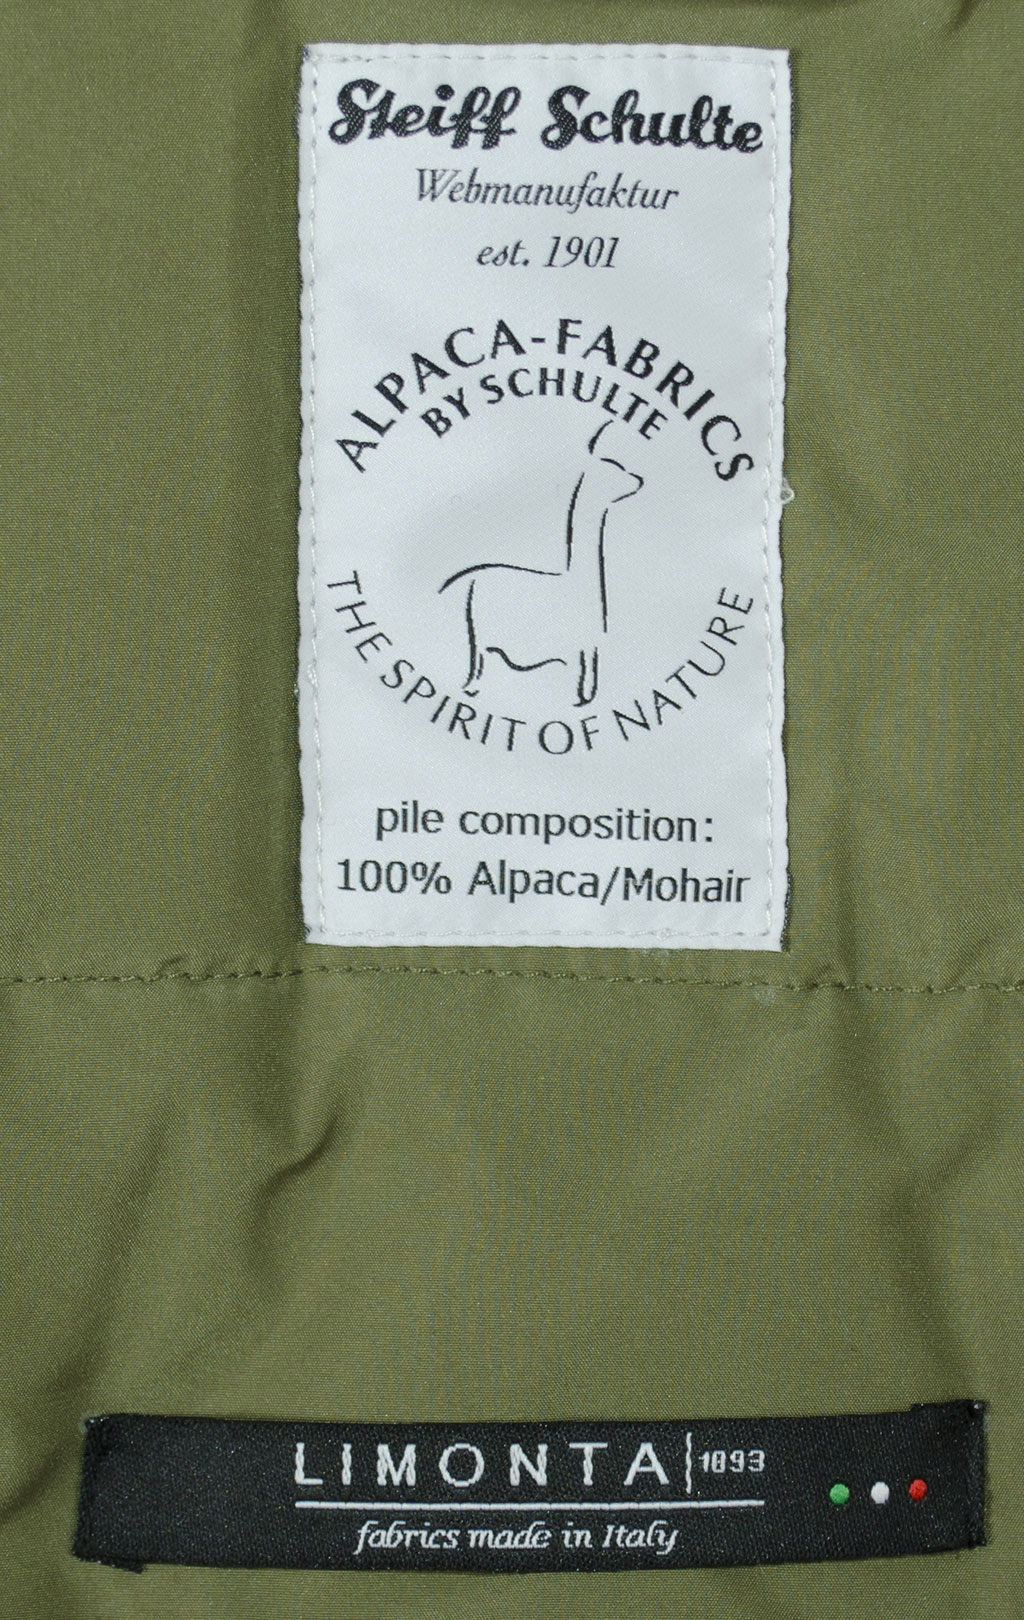 Steiff Schulte
Webmanufaktur
est. 1901
ALPACA-FABRICS
BY SCHULTE
THE SPIRIT OF NATURE
pile composition:
100% Alpaca/Mohair
LIMONTA 1893
fabrics made in Italy